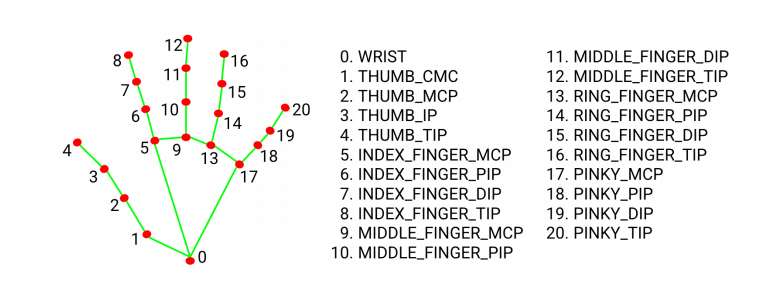 12
8
16
11
7
15
10
20
6
14
19
4
5
9
13
18
3
17
2
1
0
0. WRIST
1. THUMB_CMC
2. THUMB_MCP
3. THUMB_IP
4. THUMB_TIP
5. INDEX_FINGER_MCP
6. INDEX_FINGER_PIP
7. INDEX_FINGER_DIP
8. INDEX_FINGER_TIP
9. MIDDLE_FINGER_MCP
10. MIDDLE_FINGER_PIP
11. MIDDLE_FINGER_DIP
12. MIDDLE_FINGER_TIP
13. RING_FINGER_MCP
14. RING_FINGER_PIP
15. RING_FINGER_DIP
16. RING_FINGER_TIP
17. PINKY_MCP
18. PINKY_PIP
19. PINKY_DIP
20. PINKY_TIP